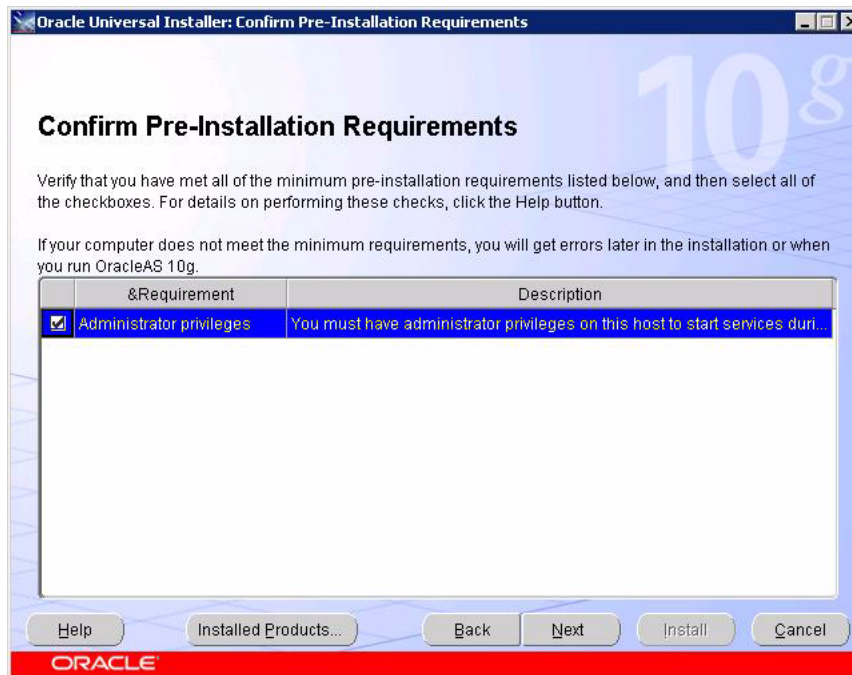 Oracle Universal Installer: Confirm Pre-Installation Requirements
10g
Confirm Pre-Installation Requirements
Verify that you have met all of the minimum pre-installation requirements listed below, and then select all of
the checkboxes. For details on performing these checks, click the Help button.
If your computer does not meet the minimum requirements, you will get errors later in the installation or when
you run OracleAS 10g.
&Requirement Description
Administrator privileges You must have administrator privileges on this host to start services duri...
Help Installed Products... Back Next Install Cancel
ORACLE